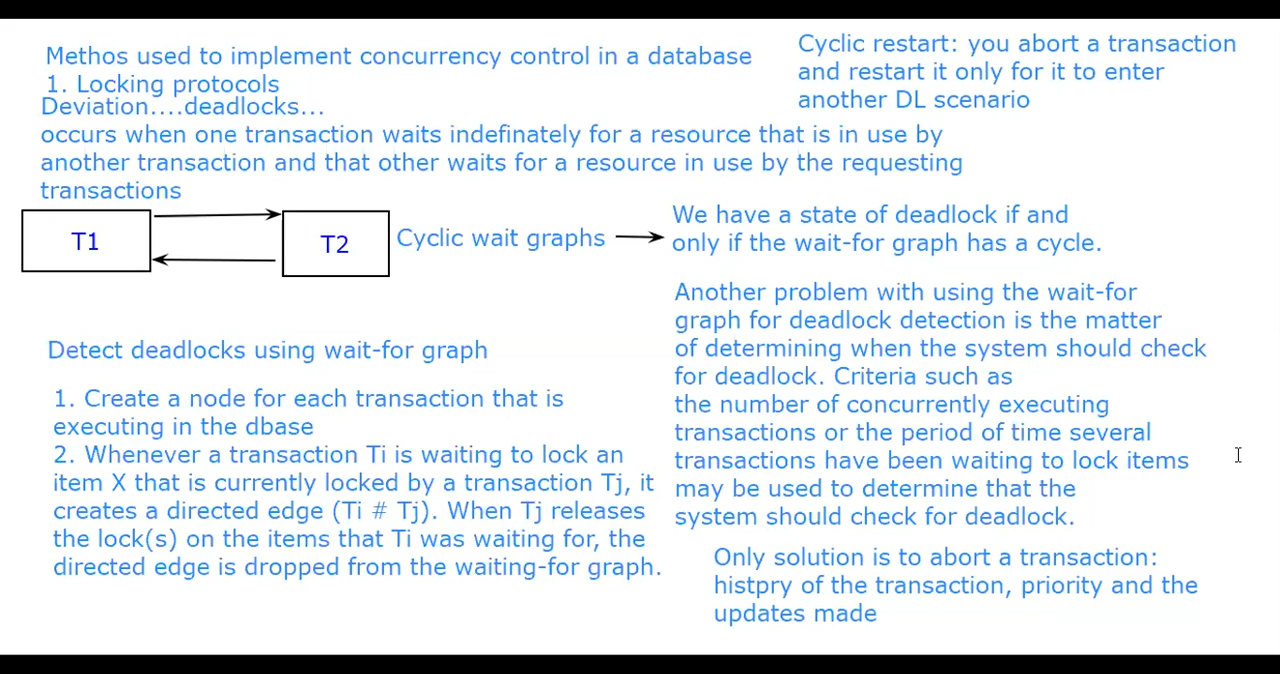 Methos used to implement concurrency control in a database
1. Locking protocols
Deviation....deadlocks...
occurs when one transaction waits indefinately for a resource that is in use by
another transaction and that other waits for a resource in use by the requesting
transactions
Cyclic restart: you abort a transaction
and restart it only for it to enter
another DL scenario
T1
T2
Cyclic wait graphs
We have a state of deadlock if and
only if the wait-for graph has a cycle.
Detect deadlocks using wait-for graph
1. Create a node for each transaction that is
executing in the dbase
2. Whenever a transaction Ti is waiting to lock an
item X that is currently locked by a transaction Tj, it
creates a directed edge (Ti # Tj). When Tj releases
the lock(s) on the items that Ti was waiting for, the
directed edge is dropped from the waiting-for graph.
Another problem with using the wait-for
graph for deadlock detection is the matter
of determining when the system should check
for deadlock. Criteria such as
the number of concurrently executing
transactions or the period of time several
transactions have been waiting to lock items
may be used to determine that the
system should check for deadlock.
Only solution is to abort a transaction:
histpry of the transaction, priority and the
updates made